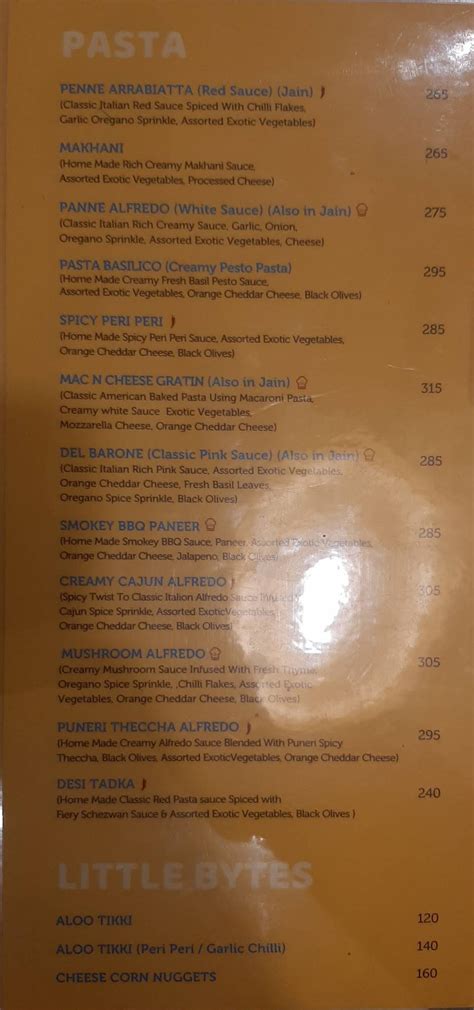 PASTA
PENNE ARRABIATTA (Red Sauce) (Jain) 265
(Classic Italian Red Sauce Spiced With Chilli Flakes,
Garlic Oregano Sprinkle, Assorted Exotic Vegetables)
MAKHANI 265
(Home Made Rich Creamy Makhani Sauce,
Assorted Exotic Vegetables, Processed Cheese)
PANNE ALFREDO (White Sauce) (Also in Jain) 275
(Classic Italian Rich Creamy Sauce, Garlic, Onion,
Oregano Sprinkle, Assorted Exotic Vegetables, Cheese)
PASTA BASILICO (Creamy Pesto Pasta) 295
(Home Made Creamy Fresh Basil Pesto Sauce,
Assorted Exotic Vegetables, Orange Cheddar Cheese, Black Olives)
SPICY PERI PERI 285
(Home Made Spicy Peri Peri Sauce, Assorted Exotic Vegetables,
Orange Cheddar Cheese, Black Olives)
MAC N CHEESE GRATIN (Also in Jain) 315
(Classic American Baked Pasta Using Macaroni Pasta,
Creamy white Sauce Exotic Vegetables,
Mozzarella Cheese, Orange Cheddar Cheese)
DEL BARONE (Classic Pink Sauce) (Also in Jain) 285
(Classic Italian Rich Pink Sauce, Assorted Exotic Vegetables,
Orange Cheddar Cheese, Fresh Basil Leaves,
Oregano Spice Sprinkle, Black Olives)
SMOKEY BBQ PANEER 285
(Home Made Smokey BBQ Sauce, Paneer, Assorted Exotic Vegetables,
Orange Cheddar Cheese, Jalapeno, Black Olives)
CREAMY CAJUN ALFREDO 305
(Spicy Twist To Classic Italion Alfredo Sauce Infused
Cajun Spice Sprinkle, Assorted ExoticVegetables,
Orange Cheddar Cheese, Black Olives)
MUSHROOM ALFREDO 305
(Creamy Mushroom Sauce Infused With Fresh Thyme,
Oregano Spice Sprinkle, ,Chilli Flakes, Assorted Exotic
Vegetables, Orange Cheddar Cheese, Black Olives)
PUNERI THECCHA ALFREDO 295
(Home Made Creamy Alfredo Sauce Blended With Puneri Spicy
Theccha, Black Olives, Assorted ExoticVegetables, Orange Cheddar Cheese)
DESI TADKA 240
(Home Made Classic Red Pasta sauce Spiced with
Fiery Schezwan Sauce & Assorted Exotic Vegetables, Black Olives )
LITTLE BYTES
ALOO TIKKI 120
ALOO TIKKI (Peri Peri / Garlic Chilli) 140
CHEESE CORN NUGGETS 160